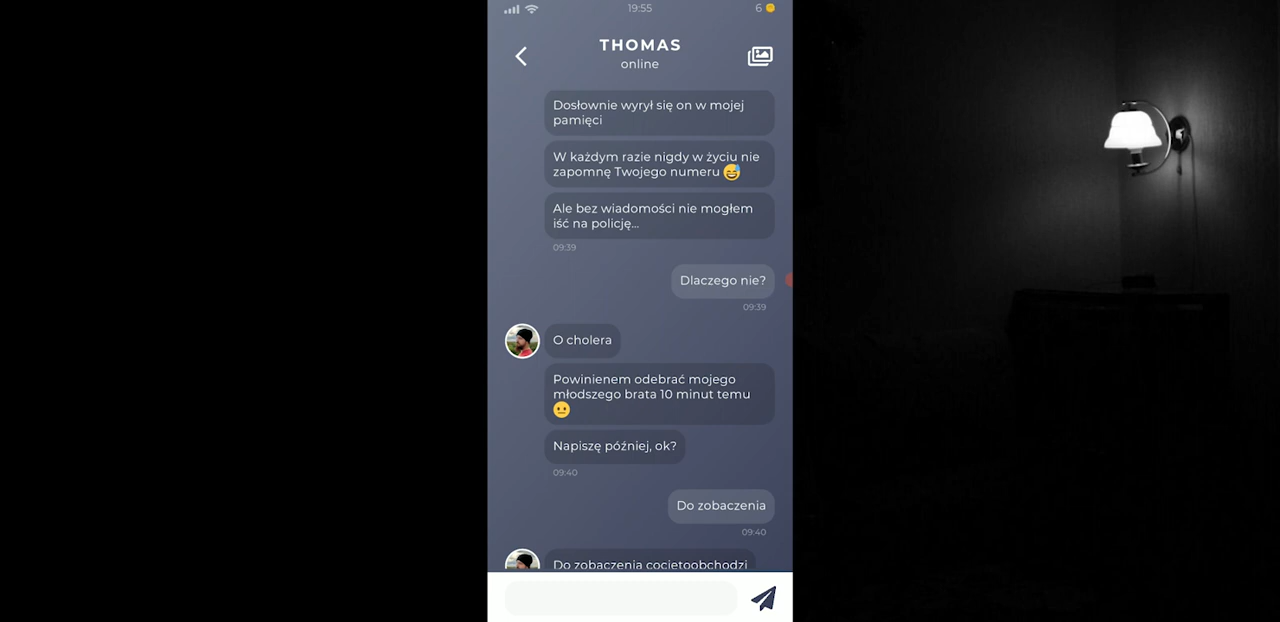 19:55
6
THOMAS
online
Dosłownie wyrył się on w mojej
pamięci
W każdym razie nigdy w życiu nie
zapomnę Twojego numeru 😅
Ale bez wiadomości nie mogłem
iść na policję...
09:39
Dlaczego nie?
09:39
O cholera
Powinienem odebrać mojego
młodszego brata 10 minut temu
😐
Napiszę później, ok?
09:40
Do zobaczenia
09:40
Do zobaczenia cocietoobchodzi